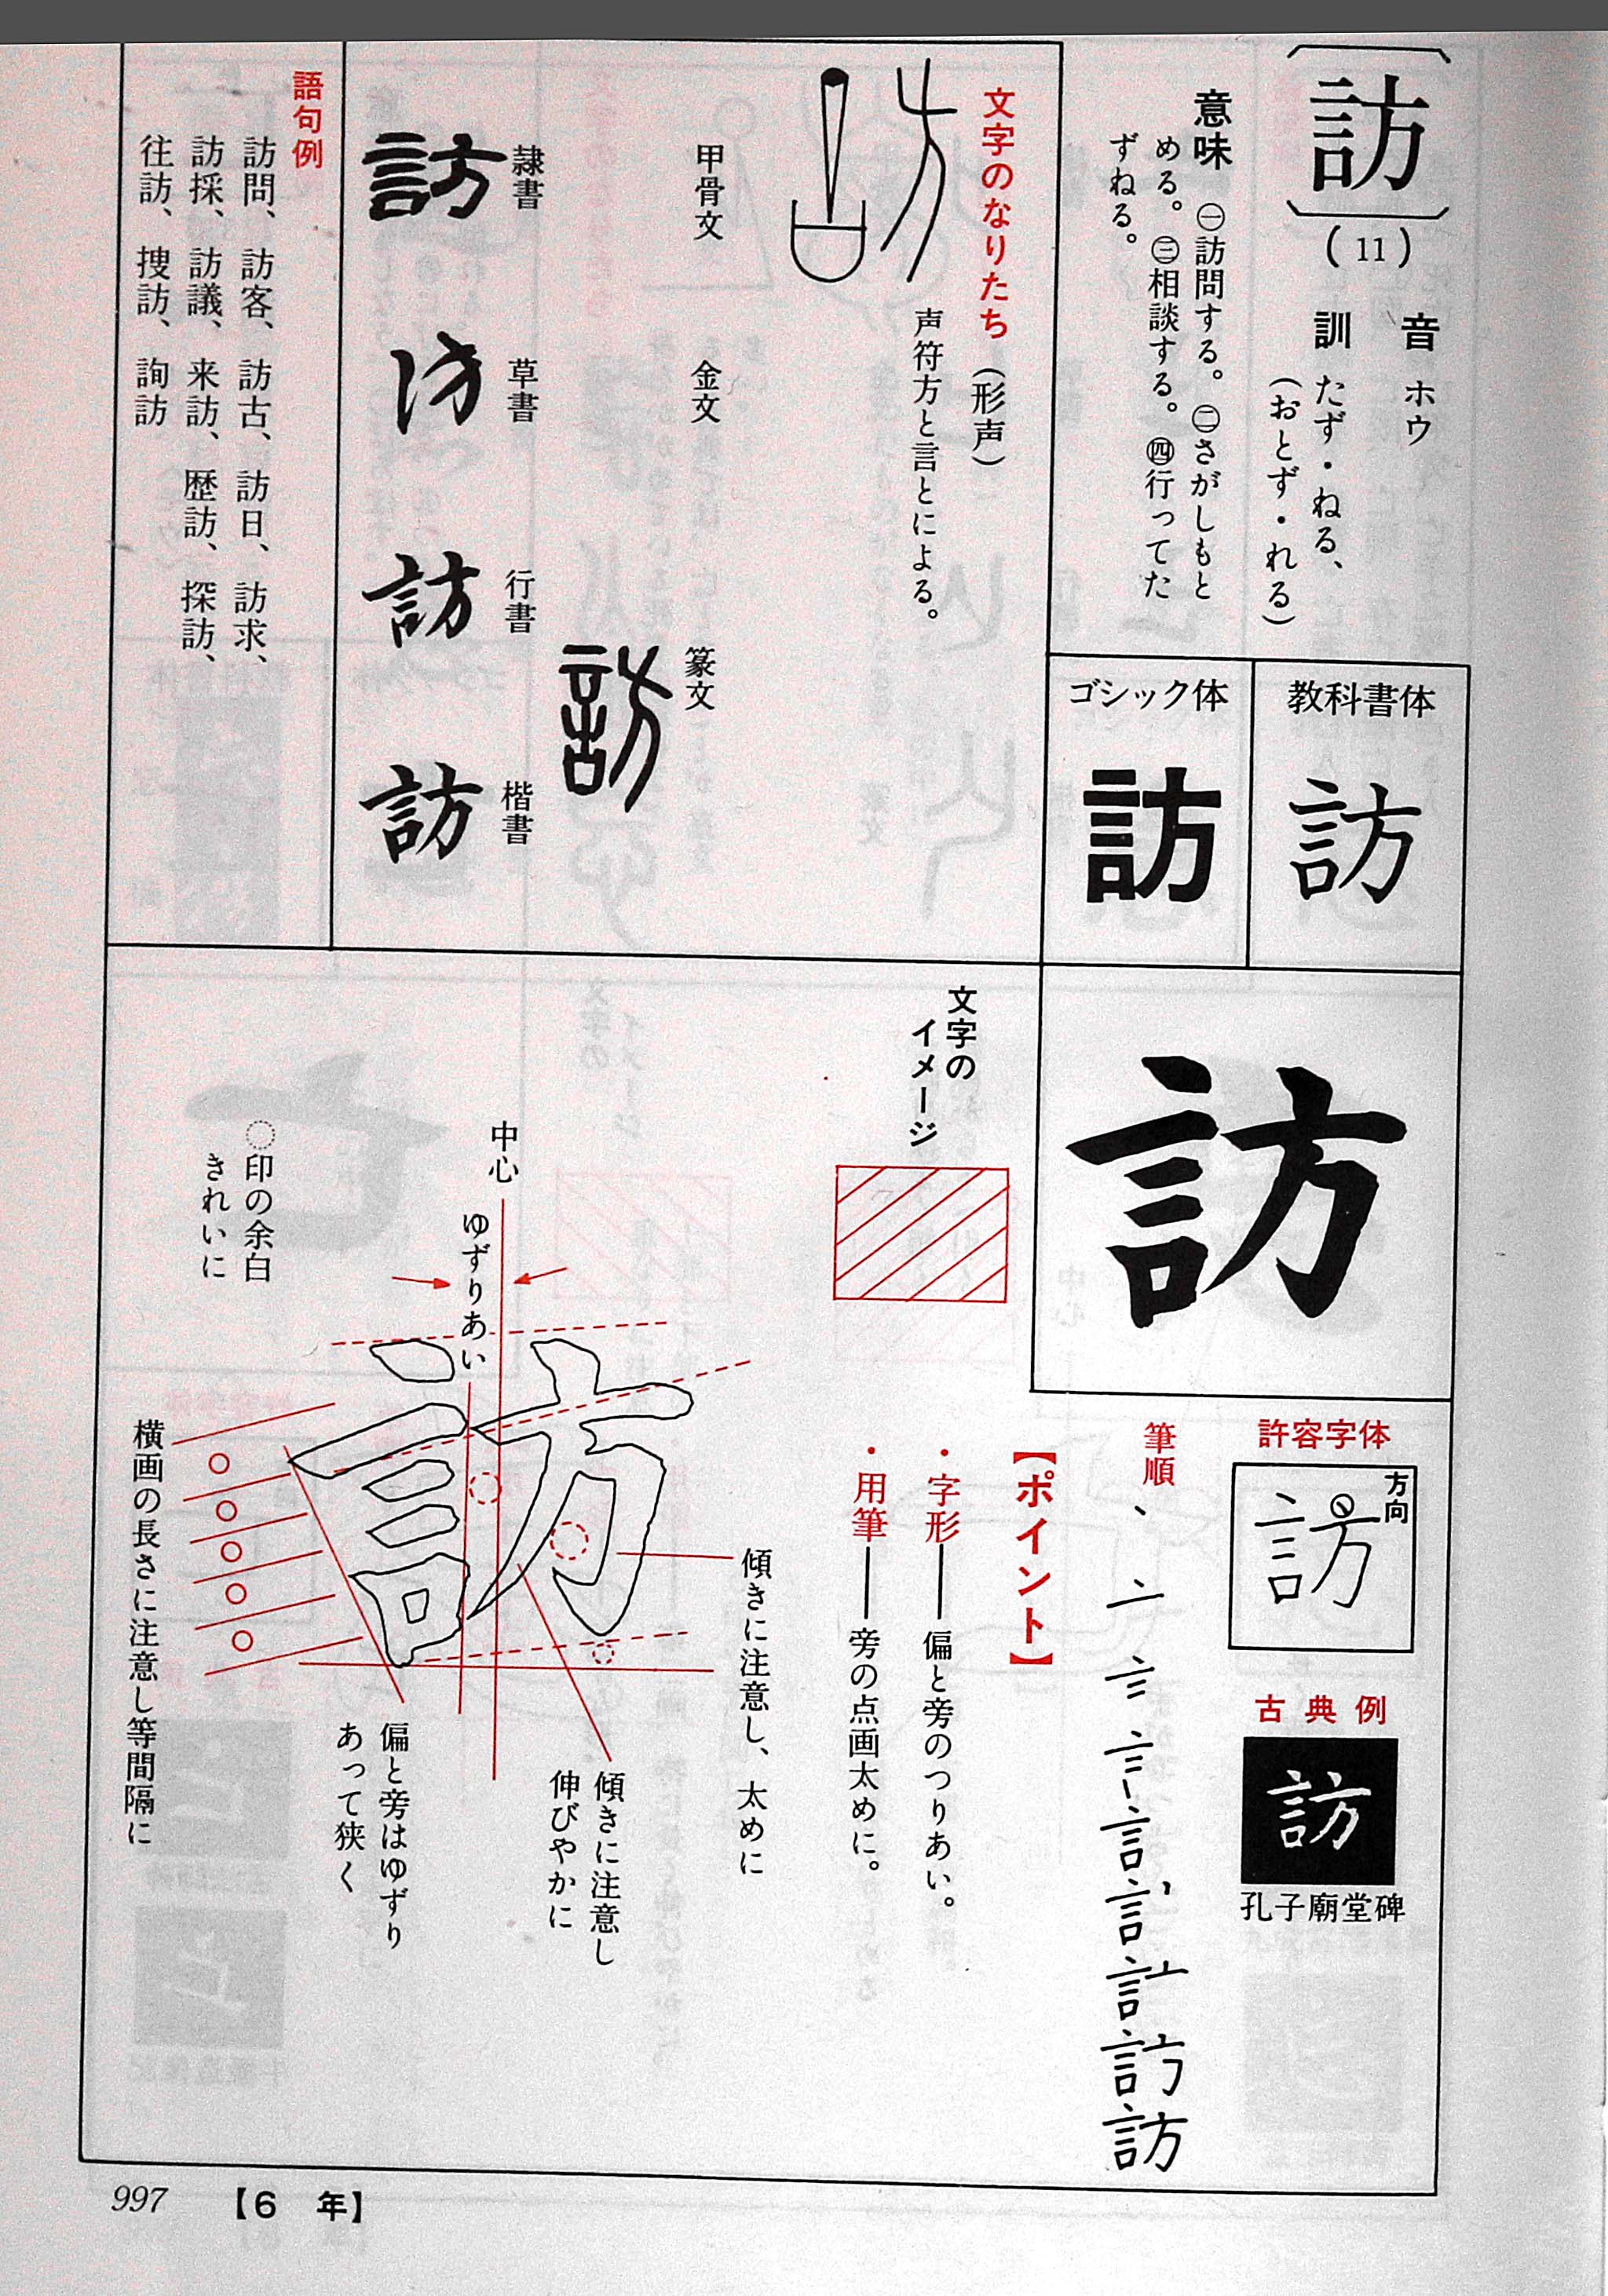 訪
(11)
音 ホウ
訓 たず・ねる、
(おとず・れる)
意味 ㊀訪問する。㊁さがしもと
める。㊂相談する。㊃行ってた
ずねる。
教科書体
訪
ゴシック体
訪
文字のなりたち(形声)
声符方と言とによる。
甲骨文
金文
篆文
訪
隷書
訪
草書
訪
行書
訪
楷書
訪
語句例
訪問、訪客、訪古、訪日、訪求、
訪採、訪議、来訪、歴訪、探訪、
往訪、捜訪、詢訪
訪
許容字体
方向
訪
古典例
訪
孔子廟堂碑
筆順
訪
【ポイント】
・字形──偏と旁のつりあい。
・用筆──旁の点画太めに。
文字の
イメージ
傾きに注意し、太めに
傾きに注意し
伸びやかに
中心
ゆずりあい
訪
偏と旁はゆずり
あって狭く
○印の余白
きれいに
横画の長さに注意し等間隔に
997 【6 年】